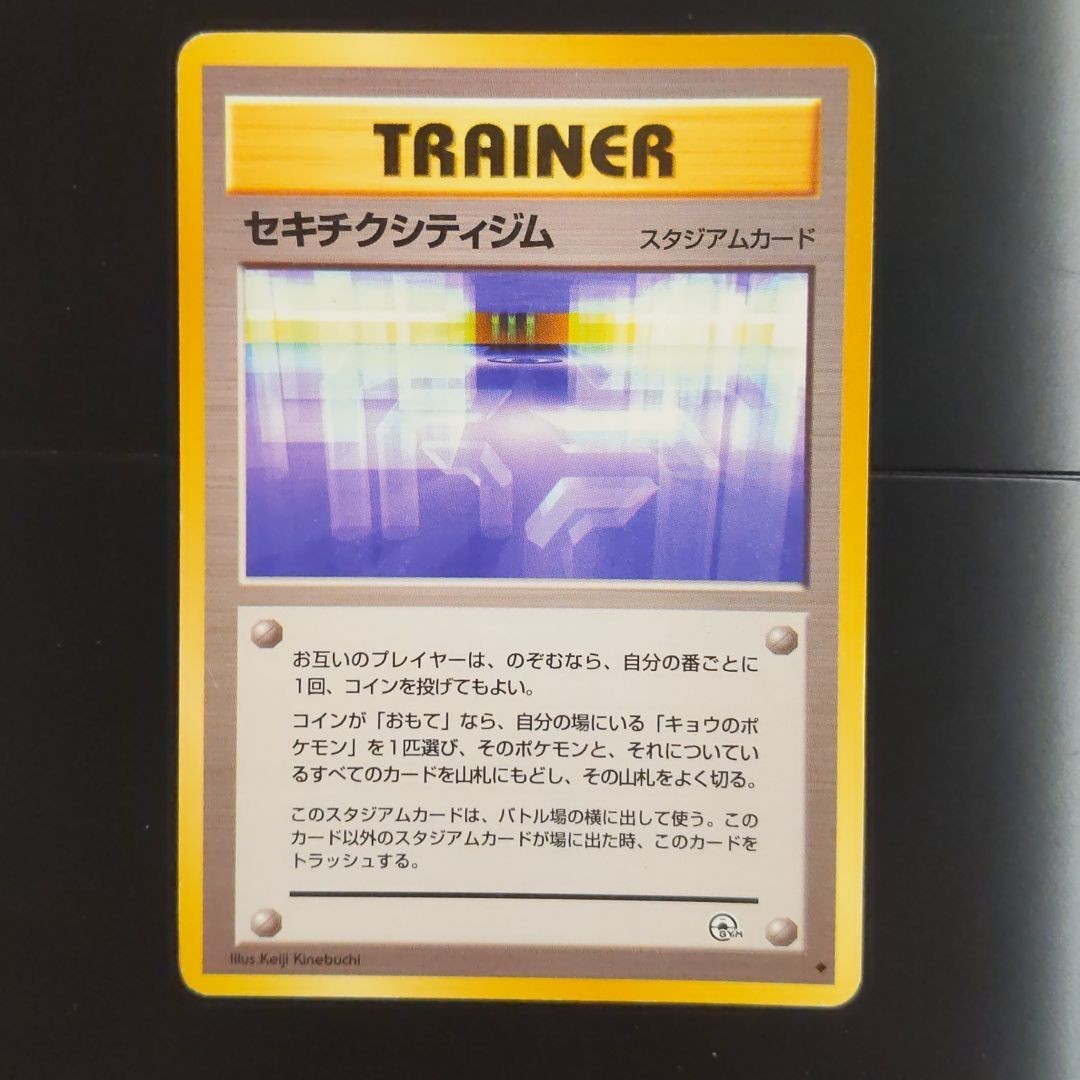 TRAINER
セキチクシティジム
スタジアムカード
お互いのプレイヤーは、のぞむなら、自分の番ごとに
1回、コインを投げてもよい。
コインが「おもて」なら、自分の場にいる「キョウのポ
ケモン」を1匹選び、そのポケモンと、それについてい
るすべてのカードを山札にもどし、その山札をよく切る。
このスタジアムカードは、バトル場の横に出して使う。この
カード以外のスタジアムカードが場に出た時、このカードを
トラッシュする。
GYM
Illus.Keiji Kinebuchi